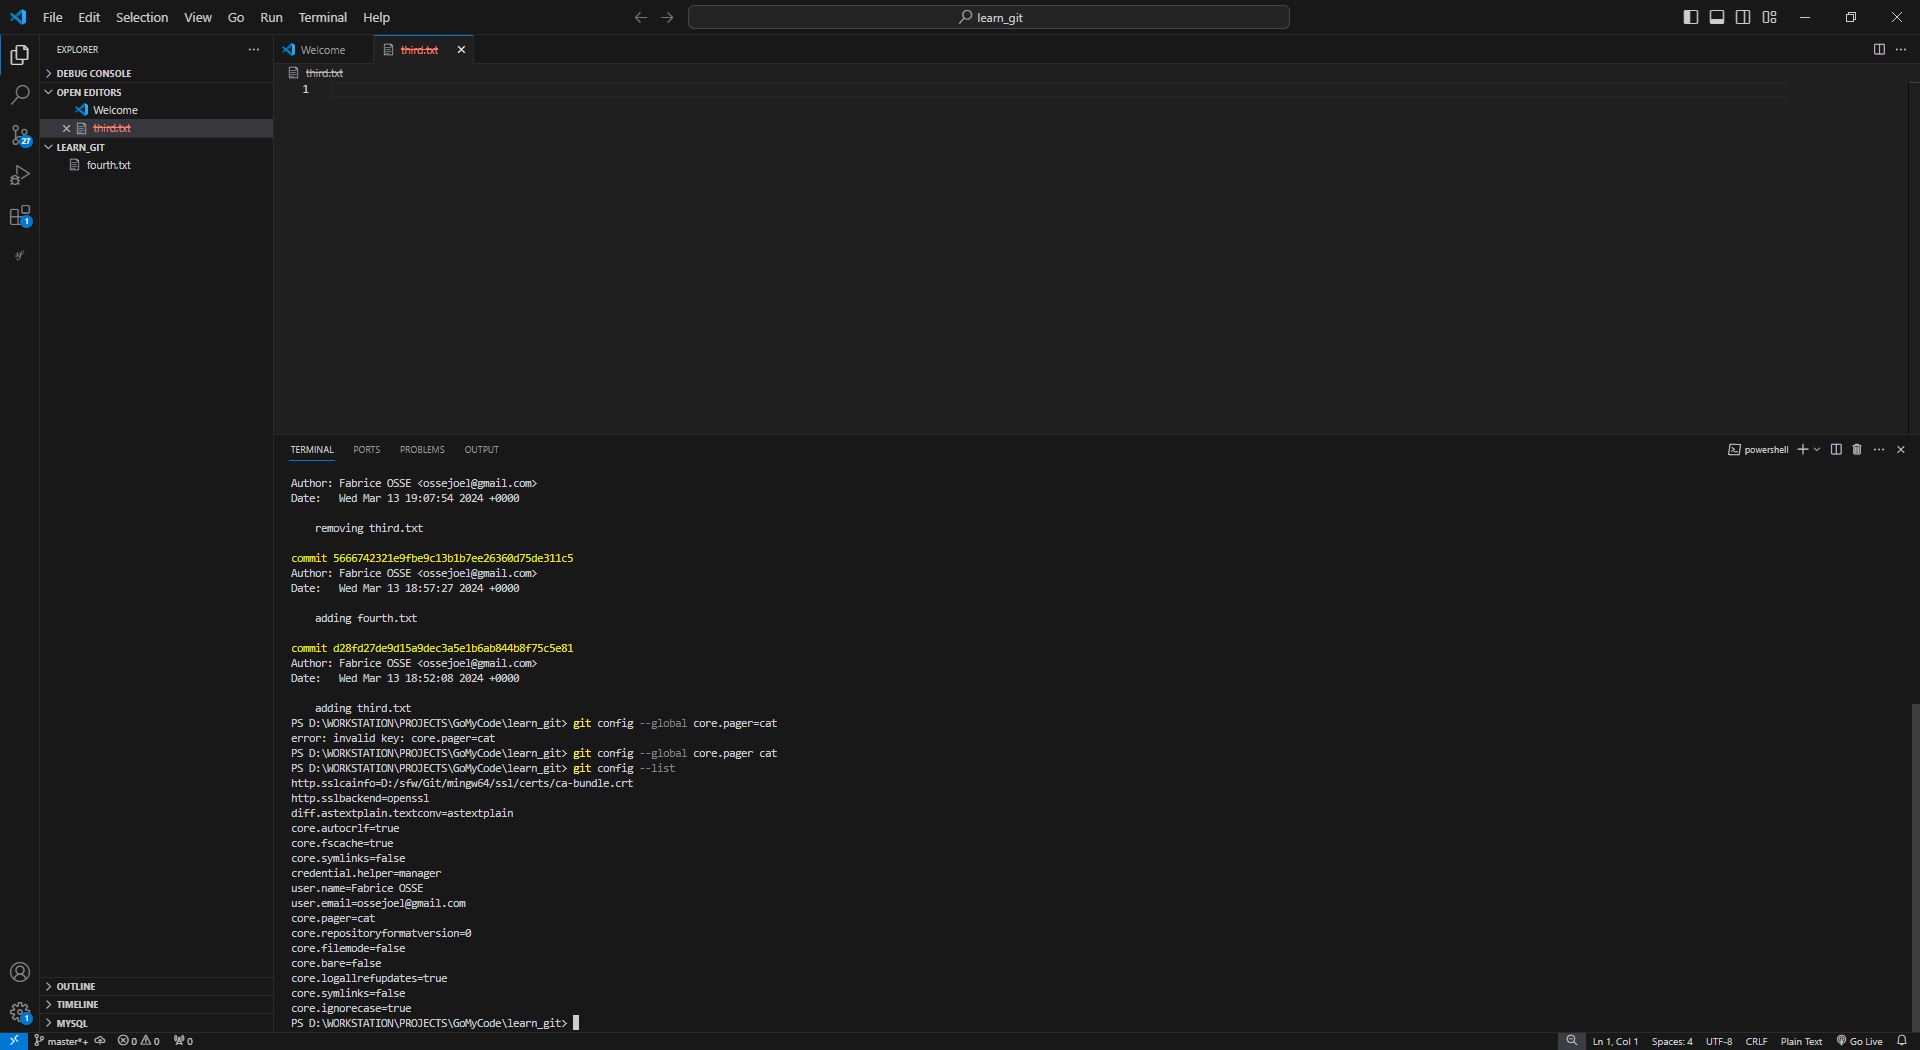 File Edit Selection View Go Run Terminal Help
learn_git
EXPLORER
DEBUG CONSOLE
OPEN EDITORS
Welcome
third.txt
LEARN_GIT
fourth.txt
27
1
OUTLINE
TIMELINE
MYSQL
1
Welcome
third.txt
third.txt
1
TERMINAL PORTS PROBLEMS OUTPUT
powershell
Author: Fabrice OSSE <ossejoel@gmail.com>
Date:   Wed Mar 13 19:07:54 2024 +0000
removing third.txt
commit 5666742321e9fbe9c13b1b7ee26360d75de311c5
Author: Fabrice OSSE <ossejoel@gmail.com>
Date:   Wed Mar 13 18:57:27 2024 +0000
adding fourth.txt
commit d28fd27de9d15a9dec3a5e1b6ab844b8f75c5e81
Author: Fabrice OSSE <ossejoel@gmail.com>
Date:   Wed Mar 13 18:52:08 2024 +0000
adding third.txt
PS D:\WORKSTATION\PROJECTS\GoMyCode\learn_git> git config --global core.pager=cat
error: invalid key: core.pager=cat
PS D:\WORKSTATION\PROJECTS\GoMyCode\learn_git> git config --global core.pager cat
PS D:\WORKSTATION\PROJECTS\GoMyCode\learn_git> git config --list
http.sslcainfo=D:/sfw/Git/mingw64/ssl/certs/ca-bundle.crt
http.sslbackend=openssl
diff.astextplain.textconv=astextplain
core.autocrlf=true
core.fscache=true
core.symlinks=false
credential.helper=manager
user.name=Fabrice OSSE
user.email=ossejoel@gmail.com
core.pager=cat
core.repositoryformatversion=0
core.filemode=false
core.bare=false
core.logallrefupdates=true
core.symlinks=false
core.ignorecase=true
PS D:\WORKSTATION\PROJECTS\GoMyCode\learn_git>
master*+ 0 0 0 Ln 1, Col 1 Spaces: 4 UTF-8 CRLF Plain Text Go Live